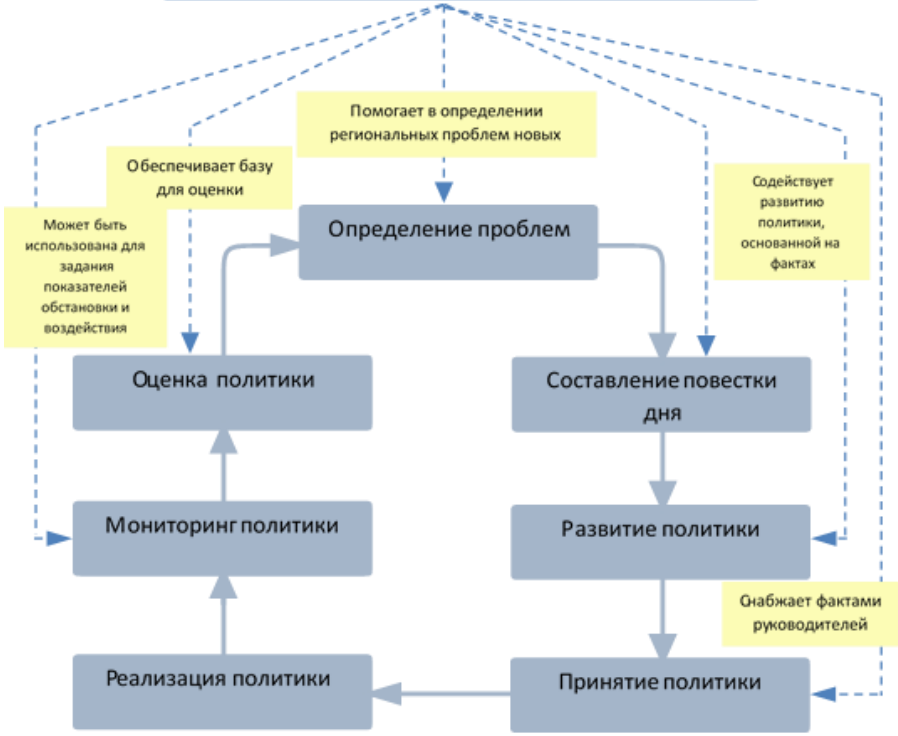 Помогает в определении
региональных проблем новых
Обеспечивает базу
для оценки
Содействует
развитию
политики,
основанной на
фактах
Может быть
использована для
задания
показателей
обстановки и
воздействия
Определение проблем
Оценка политики
Составление повестки
дня
Мониторинг политики
Развитие политики
Снабжает фактами
руководителей
Реализация политики
Принятие политики